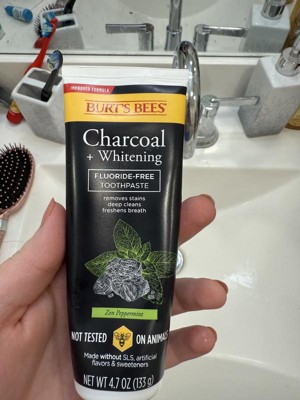 IMPROVED FORMULA
BURT'S BEES
Charcoal
+ Whitening
FLUORIDE-FREE
TOOTHPASTE
removes stains
deep cleans
freshens breath
Zen Peppermint
NOT TESTED ON ANIMALS
Made without SLS, artificial
flavors & sweeteners
NET WT 4.7 OZ (133 g)